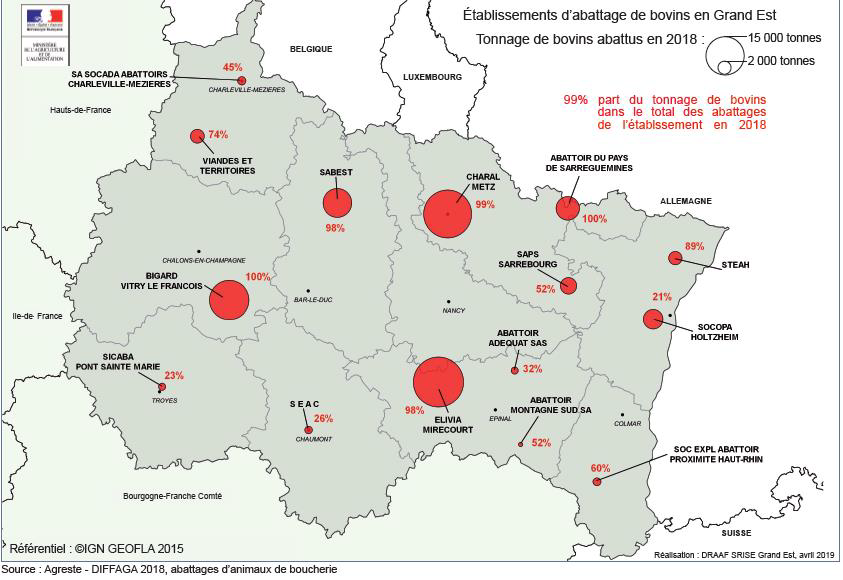 Établissements d'abattage de bovins en Grand Est
Tonnage de bovins abattus en 2018 :
15 000 tonnes
2 000 tonnes
99% part du tonnage de bovins
dans le total des abattages
de l'établssement en 2018
MINISTÈRE
DE L'AGRICULTURE
ET DE
L'ALIMENTATION
BELGIQUE
LUXEMBOURG
ALLEMAGNE
SUISSE
Hauts-de-France
Ile-de- France
Bourgogne-Franche Comté
SA SOCADA ABATTOIRS
CHARLEVILLE-MEZIERES
45%
CHARLEVILLE-MEZIERES
74%
VIANDES ET
TERRITOIRES
SABEST
98%
CHARAL
METZ
99%
ABATTOIR DU PAYS
DE SARREGUEMINES
100%
89%
STEAH
SAPS
SARREBOURG
52%
21%
SOCOPA
HOLTZHEIM
CHALONS-EN-CHAMPAGNE
BIGARD
VITRY LE FRANCOIS
100%
BAR-LE-DUC
NANCY
ABATTOIR
ADEQUAT SAS
32%
SICABA
PONT SAINTE MARIE
23%
TROYES
S E A C
26%
CHAUMONT
98%
ELIVIA
MIRECOURT
EPINAL
ABATTOIR
MONTAGNE SUD SA
52%
COLMAR
SOC EXPL ABATTOIR
PROXIMITE HAUT-RHIN
60%
Référentiel : ©IGN GEOFLA 2015
Réalisation : DRAAF SRISE Grand Est, avril 2019
Source : Agreste - DIFFAGA 2018, abattages d'animaux de boucherie